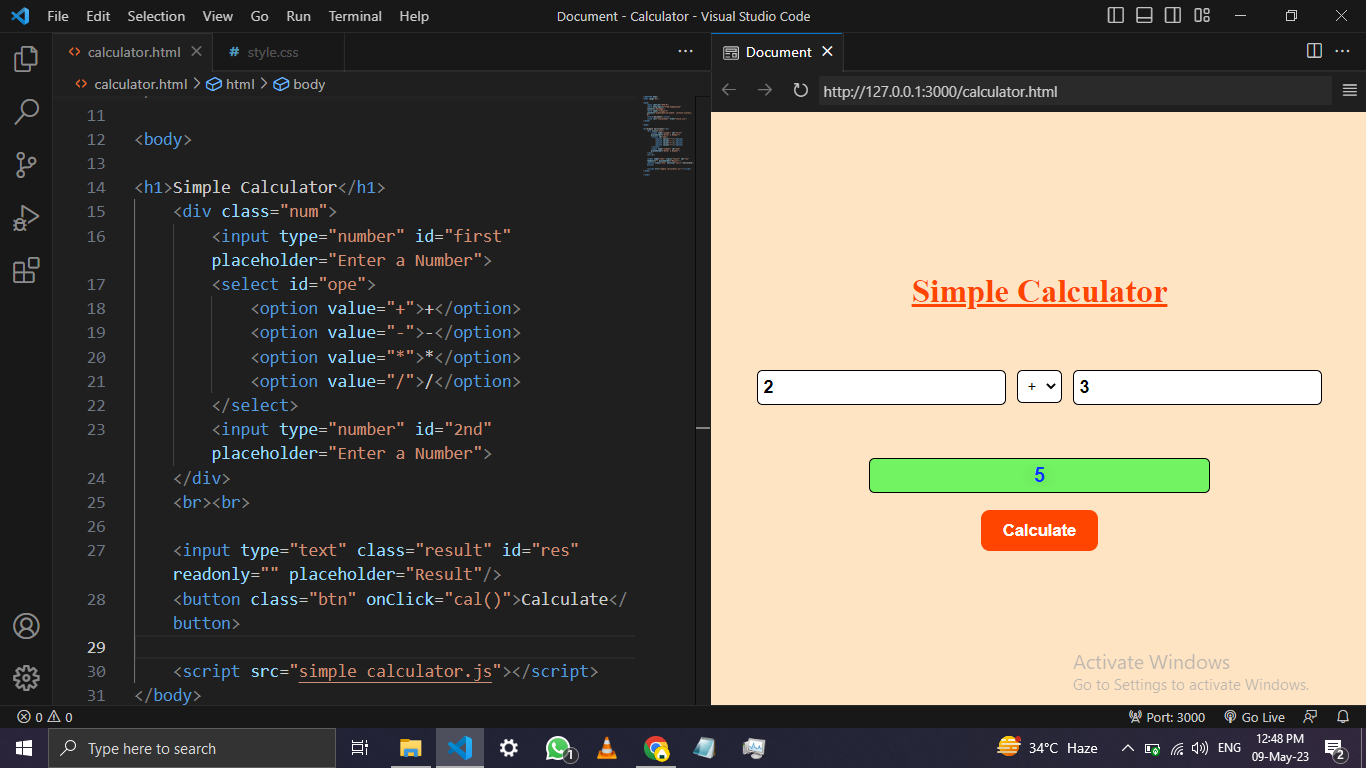 File Edit Selection View Go Run Terminal Help
Document - Calculator - Visual Studio Code
calculator.html
# style.css
calculator.html > html > body
11
12 <body>
13
14 <h1>Simple Calculator</h1>
15 <div class="num">
16 <input type="number" id="first"
placeholder="Enter a Number">
17 <select id="ope">
18 <option value="+">+</option>
19 <option value="-">-</option>
20 <option value="*">*</option>
21 <option value="/">/</option>
22 </select>
23 <input type="number" id="2nd"
placeholder="Enter a Number">
24 </div>
25 <br><br>
26
27 <input type="text" class="result" id="res"
readonly="" placeholder="Result"/>
28 <button class="btn" onClick="cal()">Calculate</
button>
29
30 <script src="simple calculator.js"></script>
31 </body>
Document
http://127.0.0.1:3000/calculator.html
Simple Calculator
2 + 3
5
Calculate
Activate Windows
Go to Settings to activate Windows.
0 0
Port: 3000 Go Live
Type here to search
1
34°C Haze
ENG
12:48 PM
09-May-23
2